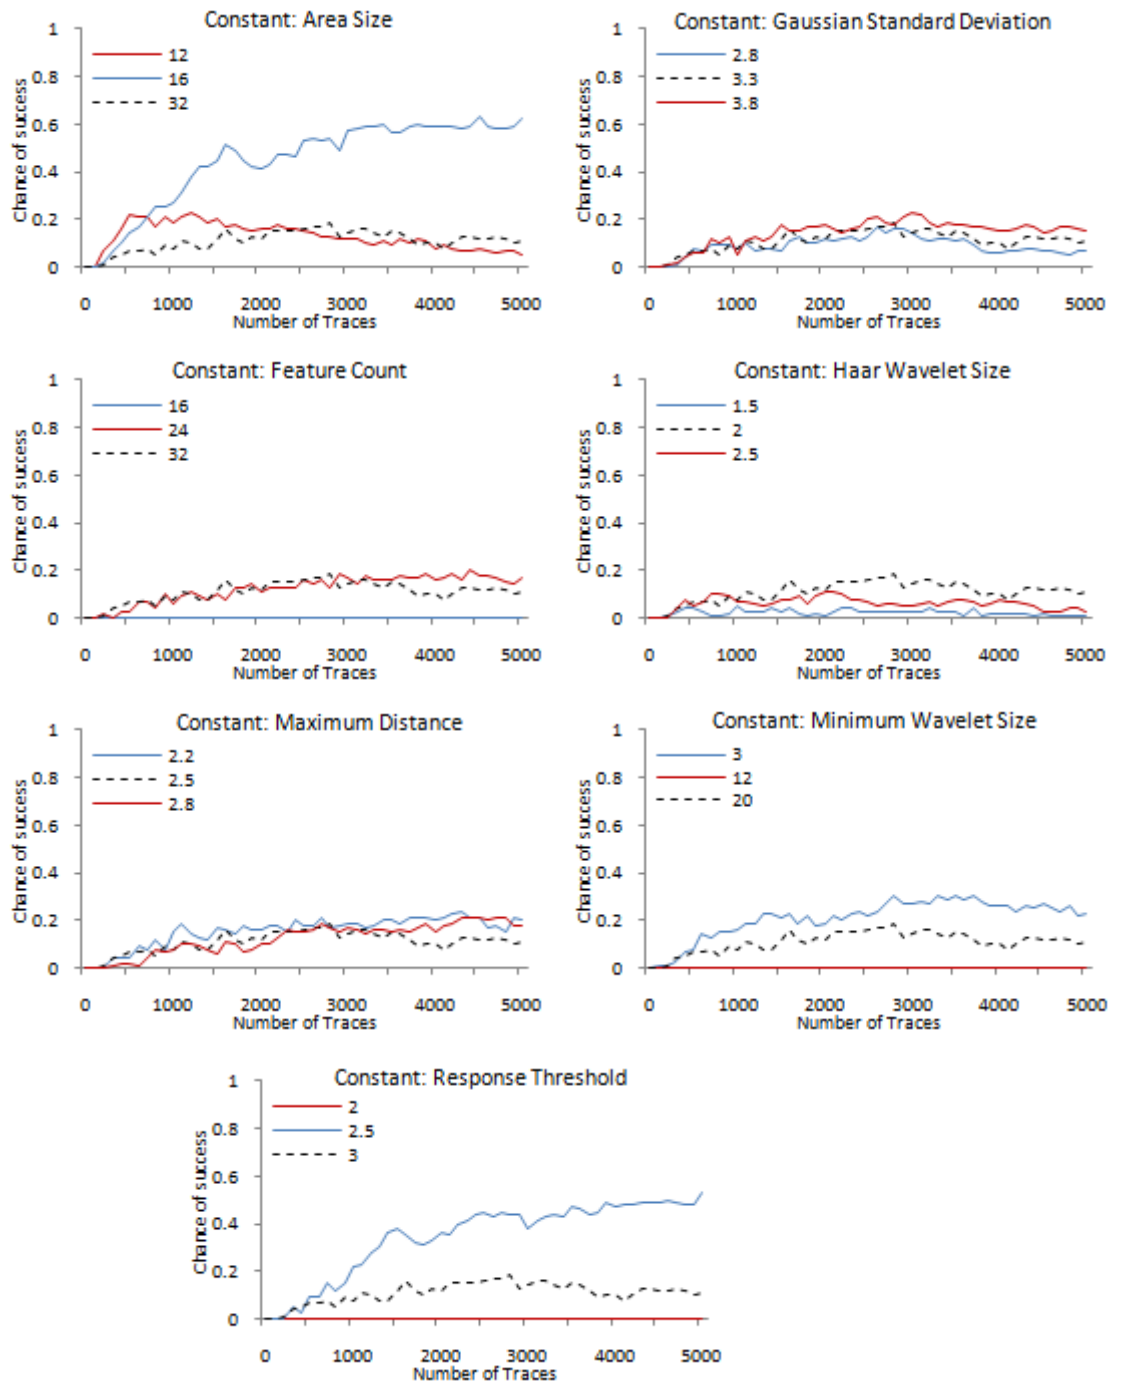 Constant: Area Size
1
0.8
0.6
0.4
0.2
0
Chance of success
12
16
32
0 1000 2000 3000 4000 5000
Number of Traces
Constant: Gaussian Standard Deviation
1
0.8
0.6
0.4
0.2
0
Chance of success
2.8
3.3
3.8
0 1000 2000 3000 4000 5000
Number of Traces
Constant: Feature Count
1
0.8
0.6
0.4
0.2
0
Chance of success
16
24
32
0 1000 2000 3000 4000 5000
Number of Traces
Constant: Haar Wavelet Size
1
0.8
0.6
0.4
0.2
0
Chance of success
1.5
2
2.5
0 1000 2000 3000 4000 5000
Number of Traces
Constant: Maximum Distance
1
0.8
0.6
0.4
0.2
0
Chance of success
2.2
2.5
2.8
0 1000 2000 3000 4000 5000
Number of Traces
Constant: Minimum Wavelet Size
1
0.8
0.6
0.4
0.2
0
Chance of success
3
12
20
0 1000 2000 3000 4000 5000
Number of Traces
Constant: Response Threshold
1
0.8
0.6
0.4
0.2
0
Chance of success
2
2.5
3
0 1000 2000 3000 4000 5000
Number of Traces